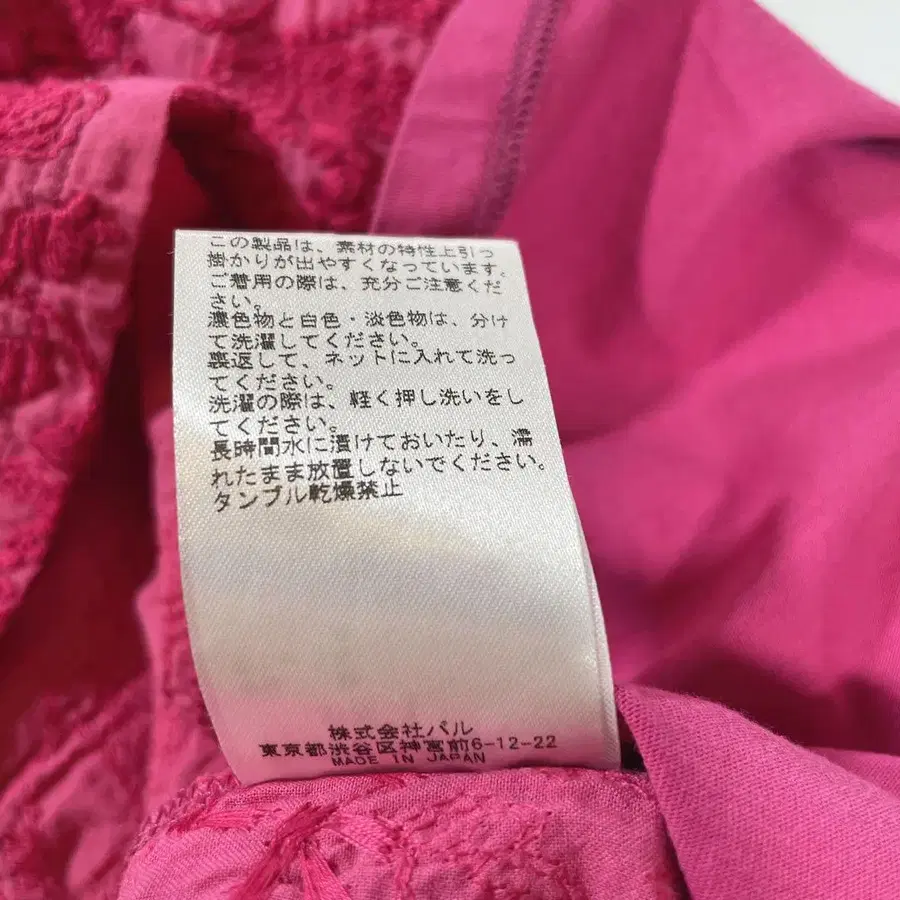 この製品は、素材の特性上引っ
掛かりが出やすくなっています。
ご着用の際は、充分ご注意くだ
さい。
濃色物と白色・淡色物は、分け
て洗濯してください。
裏返して、ネットに入れて洗っ
てください。
洗濯の際は、軽く押し洗いをし
てください。
長時間水に漬けておいたり、濡
れたまま放置しないでください。
タンブル乾燥禁止
株式会社パル
東京都渋谷区神宮前6-12-22
MADE IN JAPAN